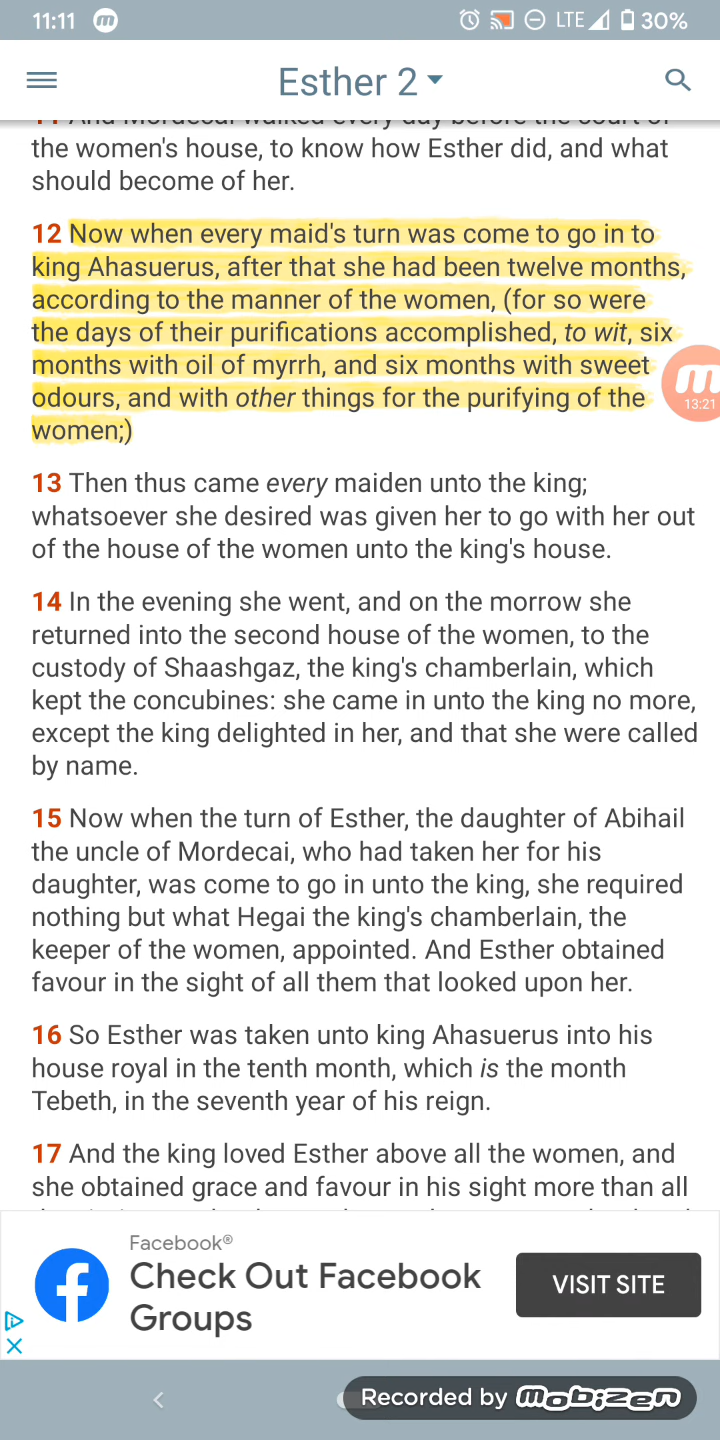 11:11 m LTE 30%
Esther 2
the women's house, to know how Esther did, and what
should become of her.
12 Now when every maid's turn was come to go in to
king Ahasuerus, after that she had been twelve months,
according to the manner of the women, (for so were
the days of their purifications accomplished, to wit, six
months with oil of myrrh, and six months with sweet
odours, and with other things for the purifying of the
women;)
m
13:21
13 Then thus came every maiden unto the king;
whatsoever she desired was given her to go with her out
of the house of the women unto the king's house.
14 In the evening she went, and on the morrow she
returned into the second house of the women, to the
custody of Shaashgaz, the king's chamberlain, which
kept the concubines: she came in unto the king no more,
except the king delighted in her, and that she were called
by name.
15 Now when the turn of Esther, the daughter of Abihail
the uncle of Mordecai, who had taken her for his
daughter, was come to go in unto the king, she required
nothing but what Hegai the king's chamberlain, the
keeper of the women, appointed. And Esther obtained
favour in the sight of all them that looked upon her.
16 So Esther was taken unto king Ahasuerus into his
house royal in the tenth month, which is the month
Tebeth, in the seventh year of his reign.
17 And the king loved Esther above all the women, and
she obtained grace and favour in his sight more than all
Facebook®
Check Out Facebook
Groups
VISIT SITE
Recorded by mobizen